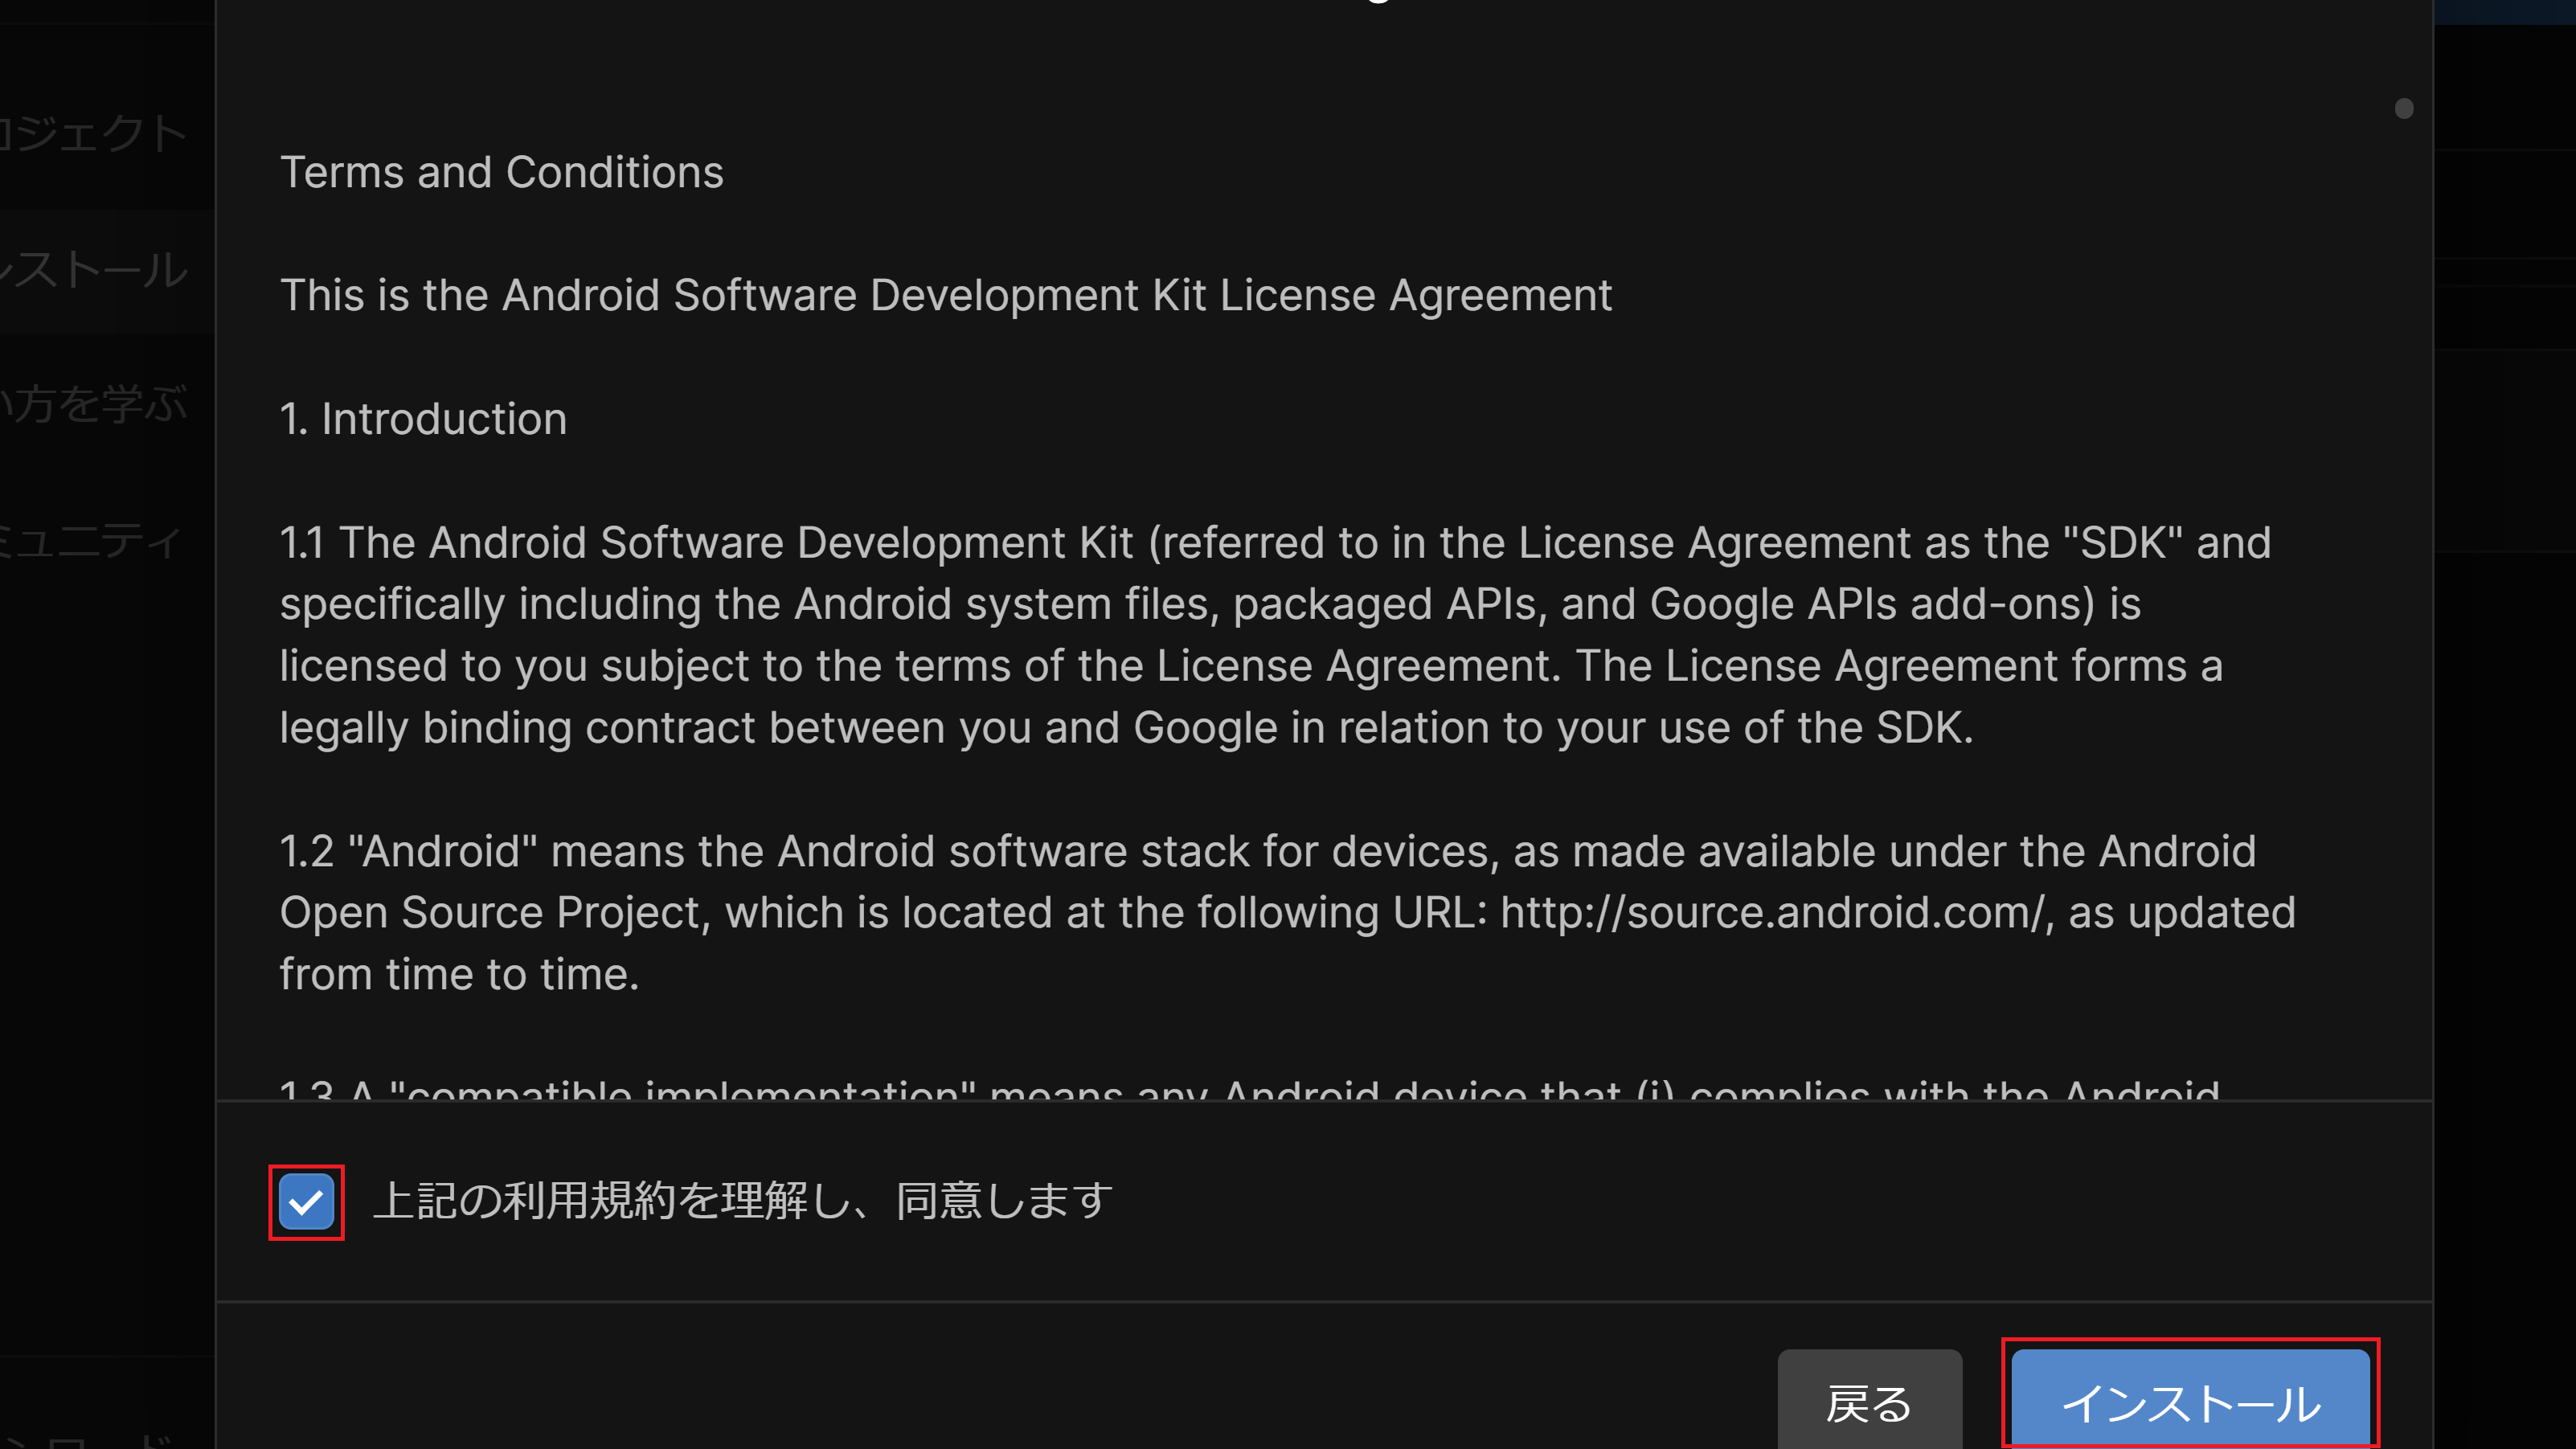 ロジェクト
ンストール
い方を学ぶ
ミュニティ
Terms and Conditions
This is the Android Software Development Kit License Agreement
1. Introduction
1.1 The Android Software Development Kit (referred to in the License Agreement as the "SDK" and
specifically including the Android system files, packaged APIs, and Google APIs add-ons) is
licensed to you subject to the terms of the License Agreement. The License Agreement forms a
legally binding contract between you and Google in relation to your use of the SDK.
1.2 "Android" means the Android software stack for devices, as made available under the Android
Open Source Project, which is located at the following URL: http://source.android.com/, as updated
from time to time.
1.3 A "compatible implementation" means any Android device that (i) complies with the Android
上記の利用規約を理解し、同意します
戻る
インストール